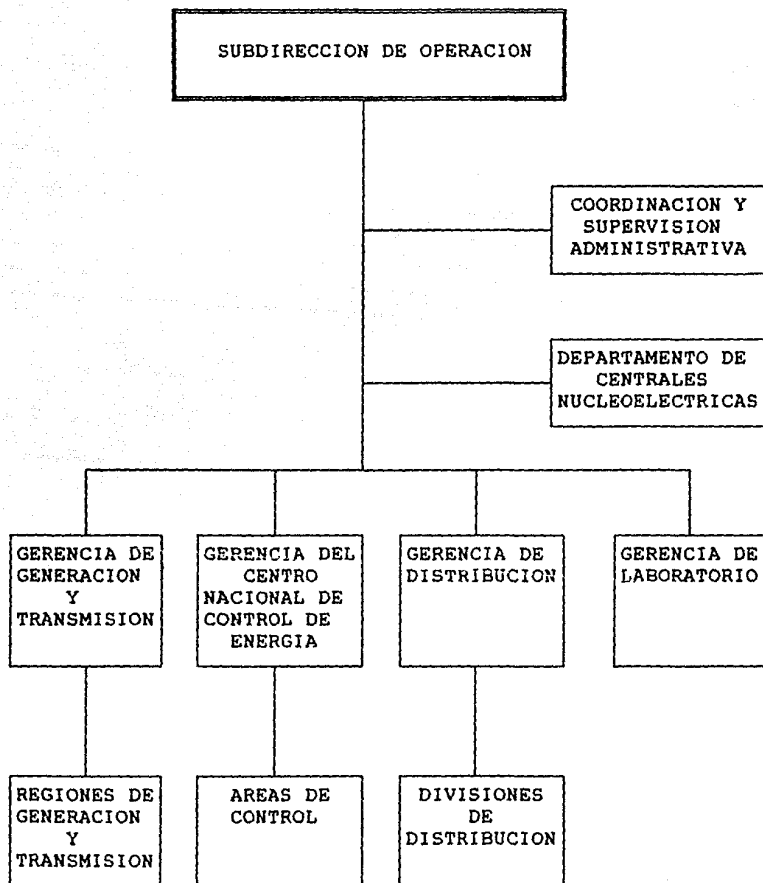 SUBDIRECCION DE OPERACION
COORDINACION Y
SUPERVISION
ADMINISTRATIVA
DEPARTAMENTO DE
CENTRALES
NUCLEOELECTRICAS
GERENCIA DE
GENERACION
Y
TRANSMISION
GERENCIA DEL
CENTRO
NACIONAL DE
CONTROL DE
ENERGIA
GERENCIA DE
DISTRIBUCION
GERENCIA DE
LABORATORIO
REGIONES DE
GENERACION
Y
TRANSMISION
AREAS DE
CONTROL
DIVISIONES
DE
DISTRIBUCION